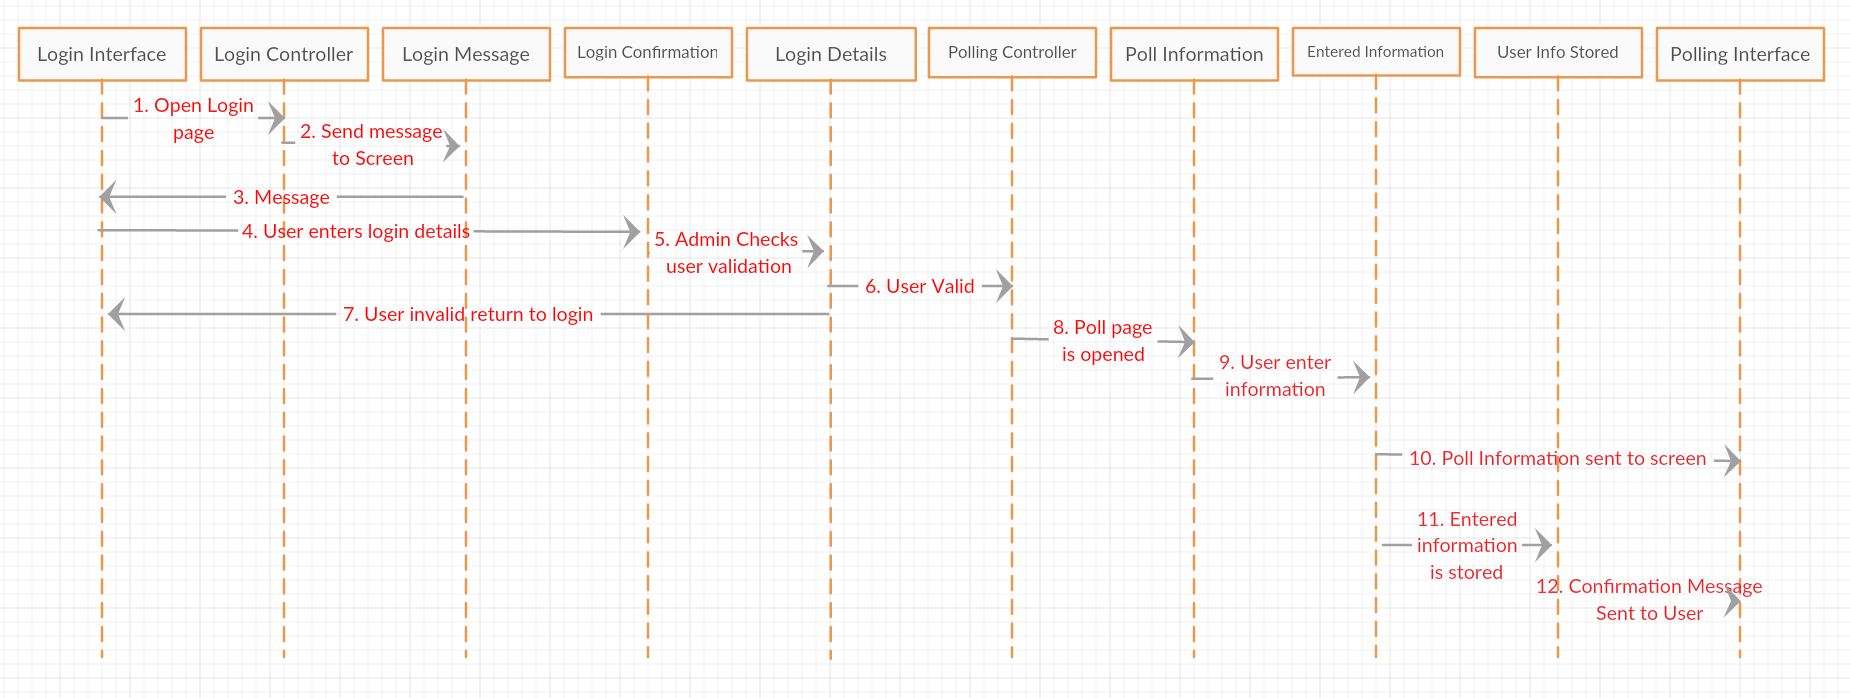 Login Interface
Login Controller
Login Message
Login Confirmation
Login Details
Polling Controller
Poll Information
Entered Information
User Info Stored
Polling Interface
1. Open Login
page
2. Send message
to Screen
3. Message
4. User enters login details
5. Admin Checks
user validation
6. User Valid
7. User invalid return to login
8. Poll page
is opened
9. User enter
information
10. Poll Information sent to screen
11. Entered
information
is stored
12. Confirmation Message
Sent to User